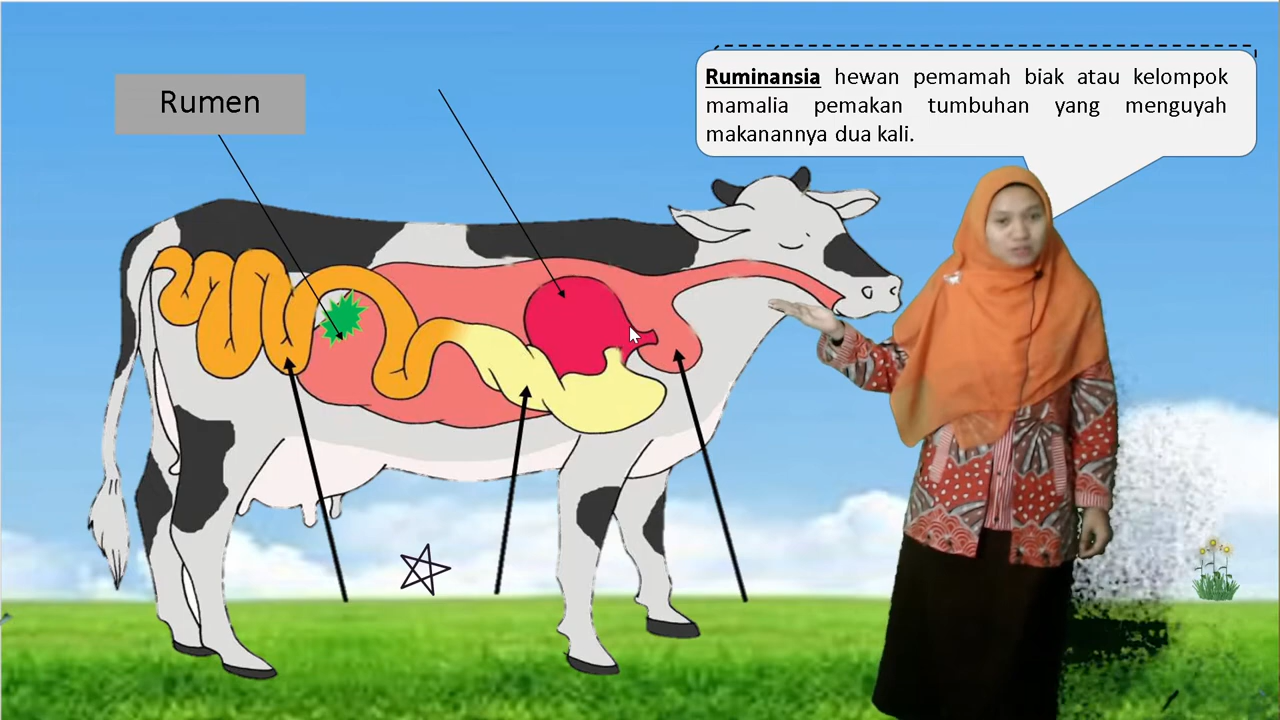 Rumen
Ruminansia hewan pemamah biak atau kelompok
mamalia pemakan tumbuhan yang menguyah
makanannya dua kali.